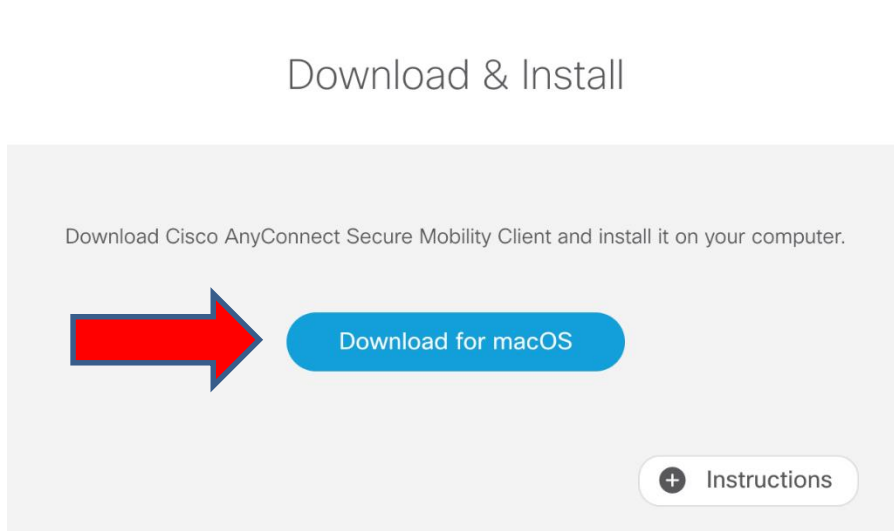 Download & Install
Download Cisco AnyConnect Secure Mobility Client and install it on your computer.
Download for macOS
Instructions